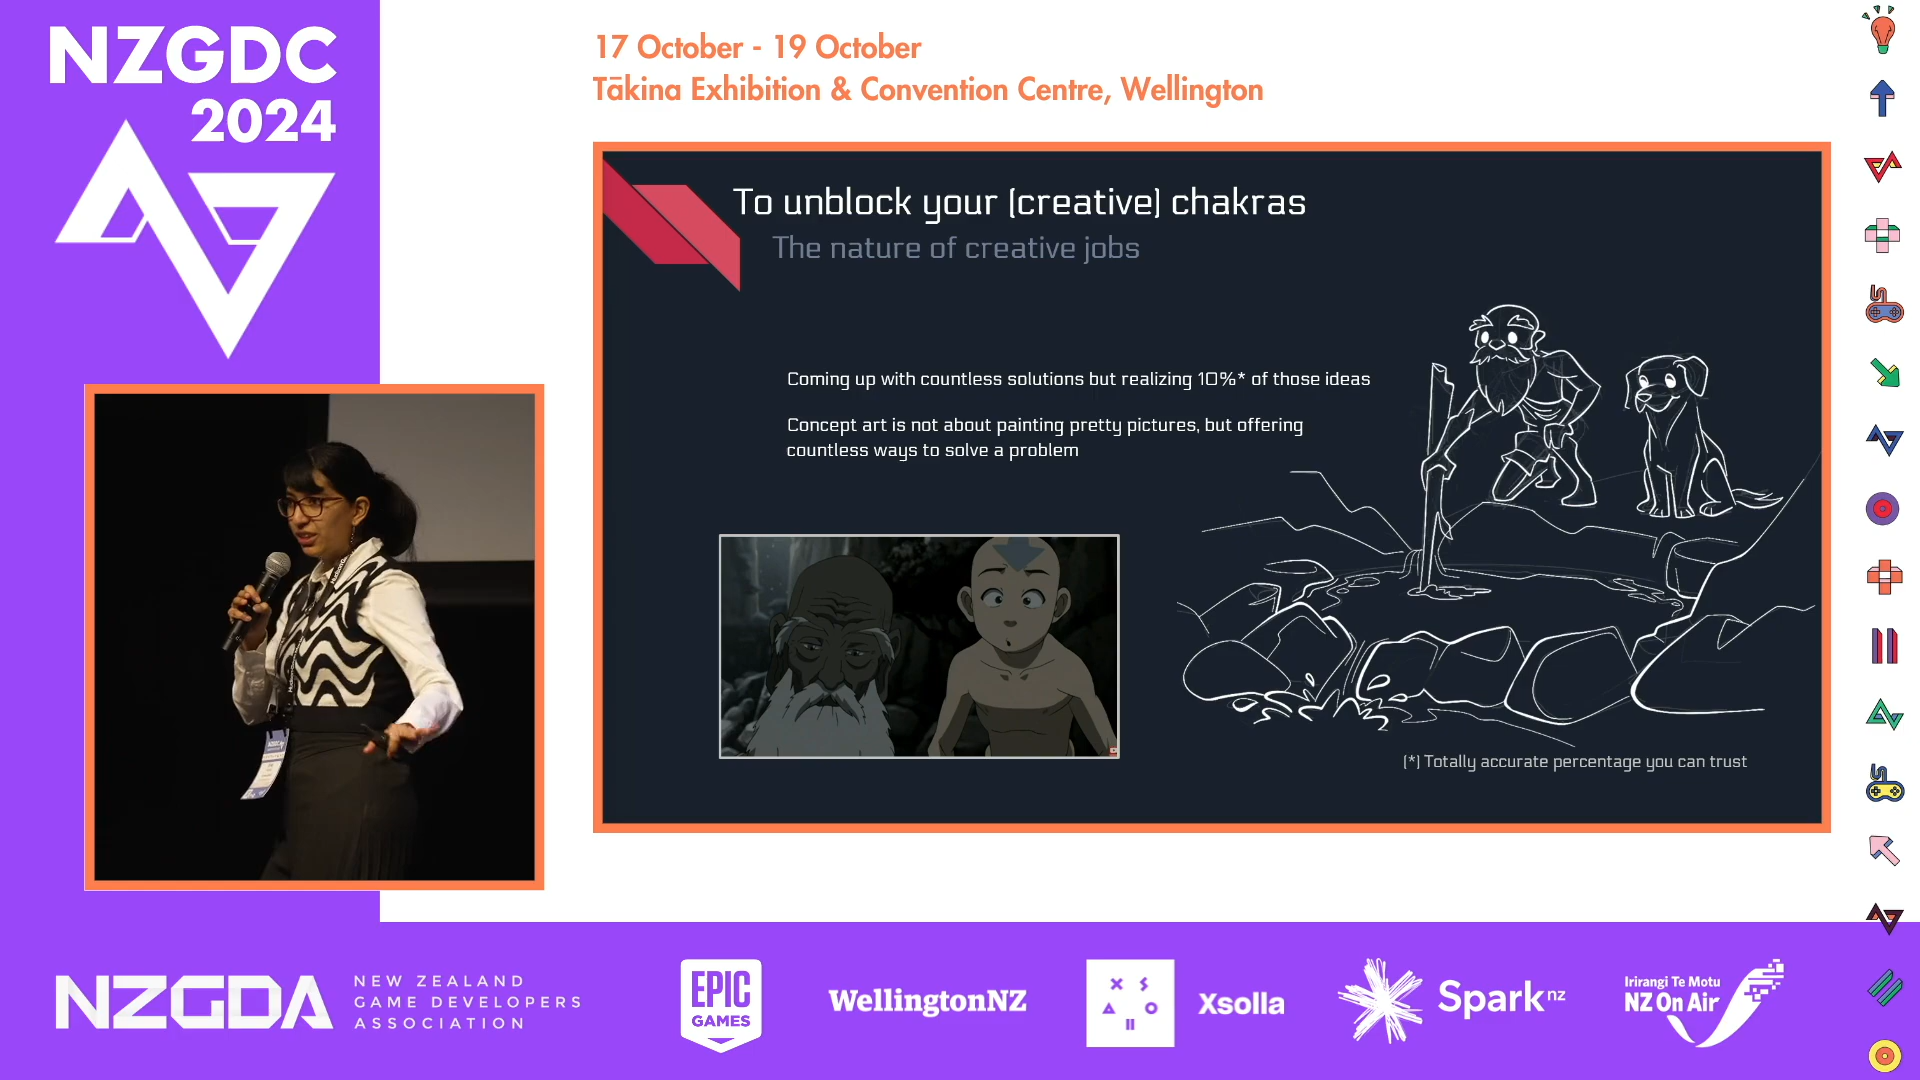 NZGDC
2024
17 October - 19 October
Tākina Exhibition & Convention Centre, Wellington
To unblock your (creative) chakras
The nature of creative jobs
Coming up with countless solutions but realizing 10%* of those ideas
Concept art is not about painting pretty pictures, but offering
countless ways to solve a problem
(*) Totally accurate percentage you can trust
NZGDA
NEW ZEALAND
GAME DEVELOPERS
ASSOCIATION
EPIC
GAMES
WellingtonNZ
Xsolla
Spark nz
Irirangi Te Motu
NZ On Air